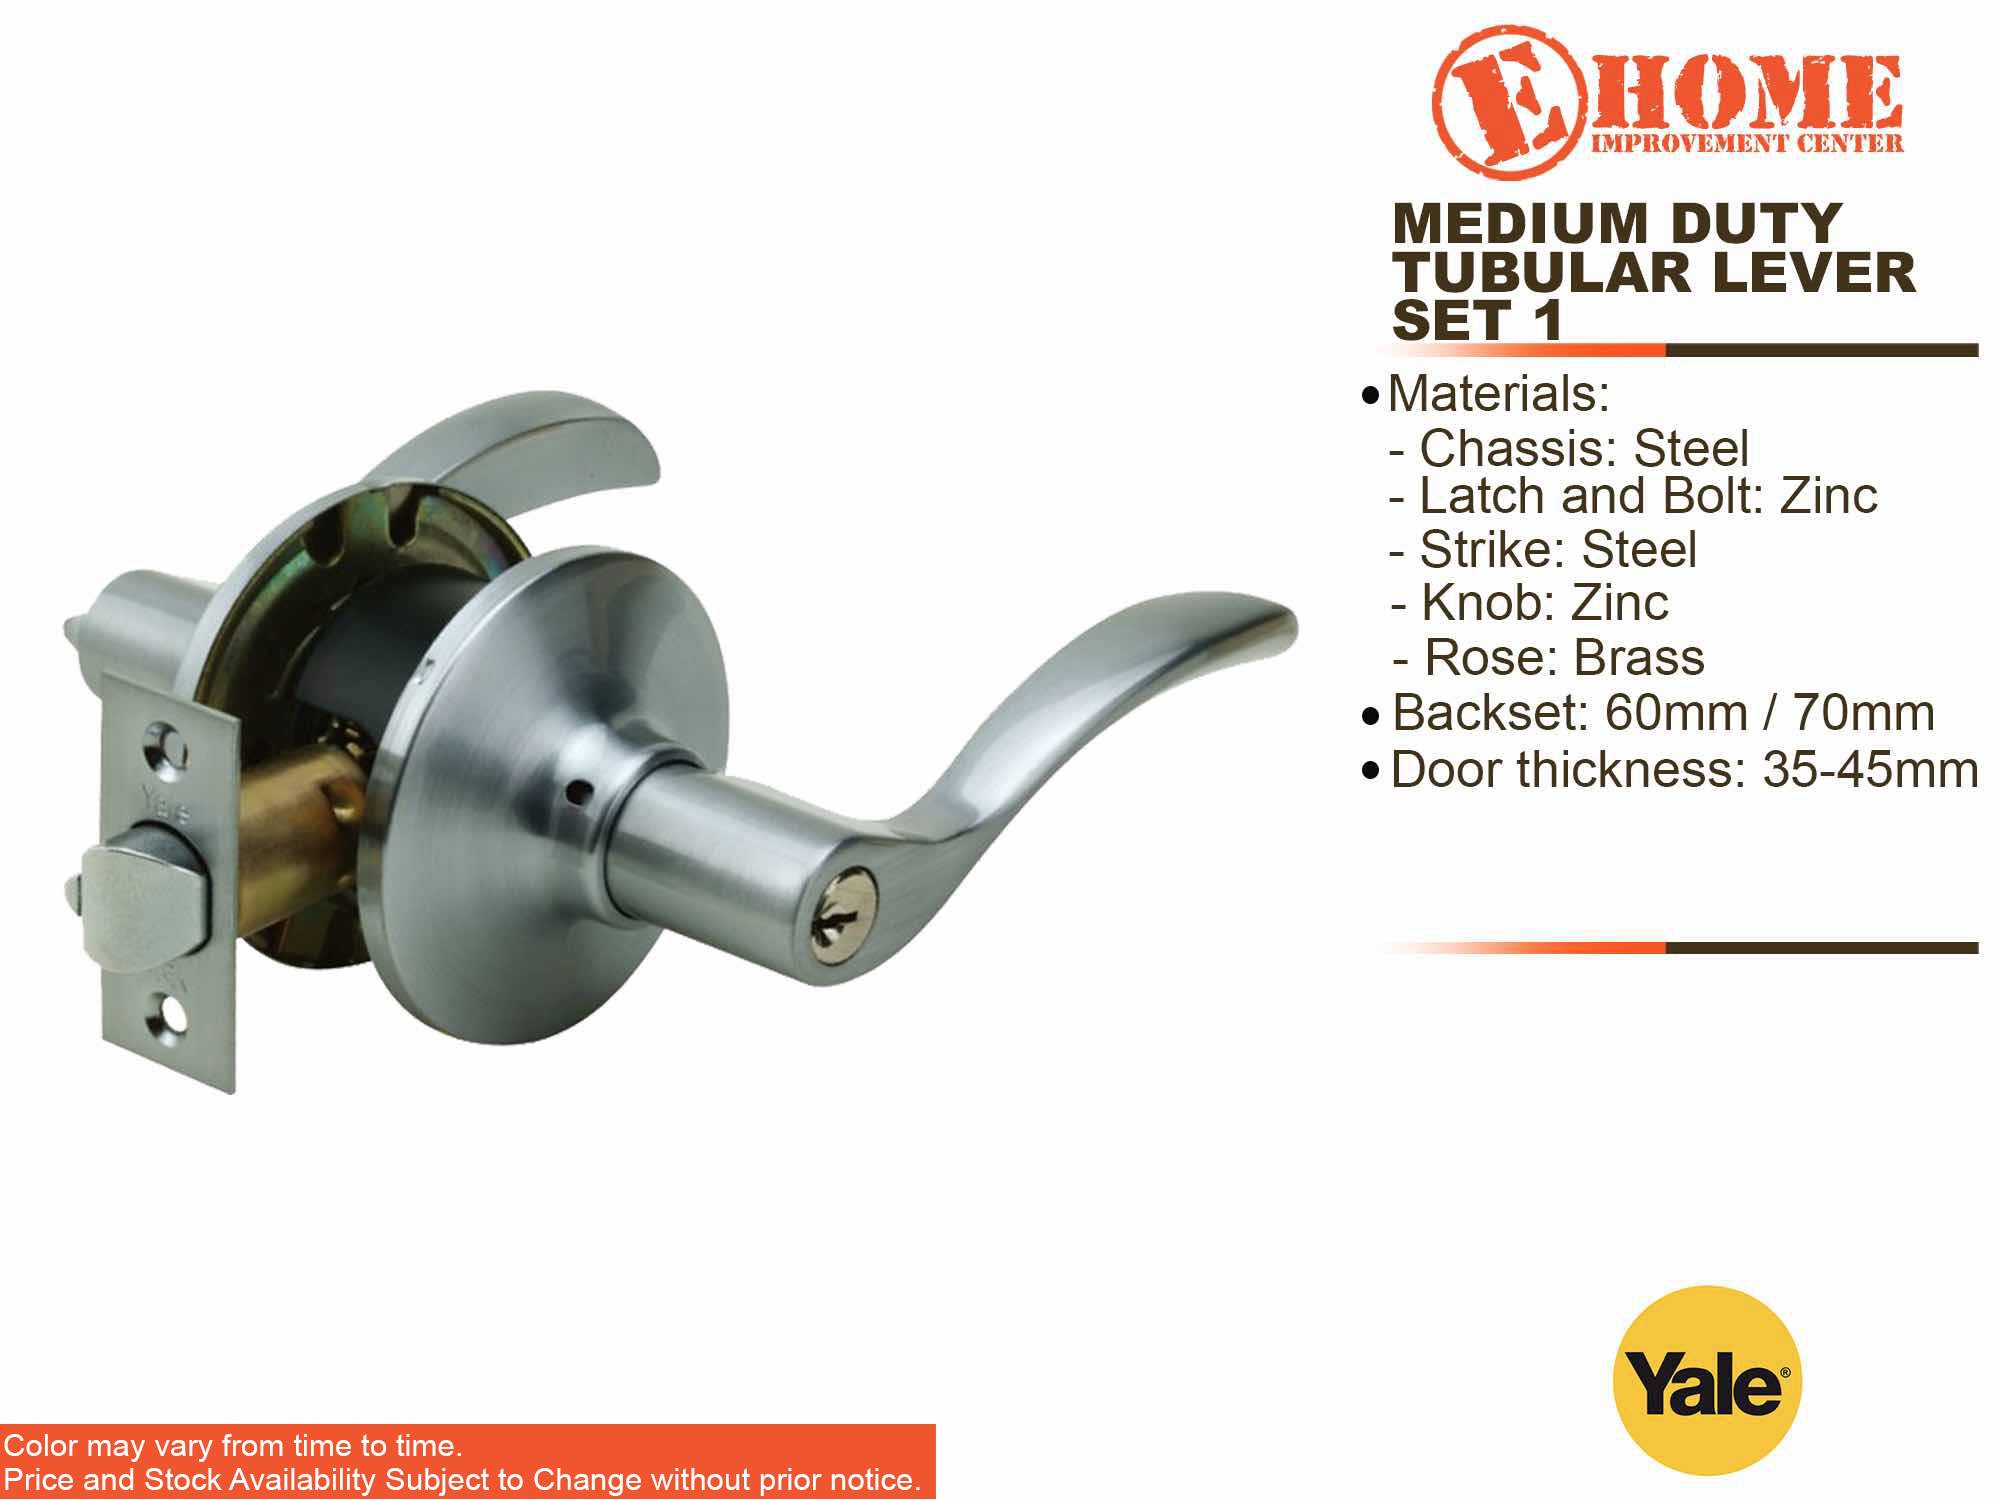 E HOME
IMPROVEMENT CENTER
MEDIUM DUTY
TUBULAR LEVER
SET 1
Materials:
- Chassis: Steel
- Latch and Bolt: Zinc
- Strike: Steel
- Knob: Zinc
- Rose: Brass
Backset: 60mm / 70mm
Door thickness: 35-45mm
Yale
Yale®
Color may vary from time to time.
Price and Stock Availability Subject to Change without prior notice.